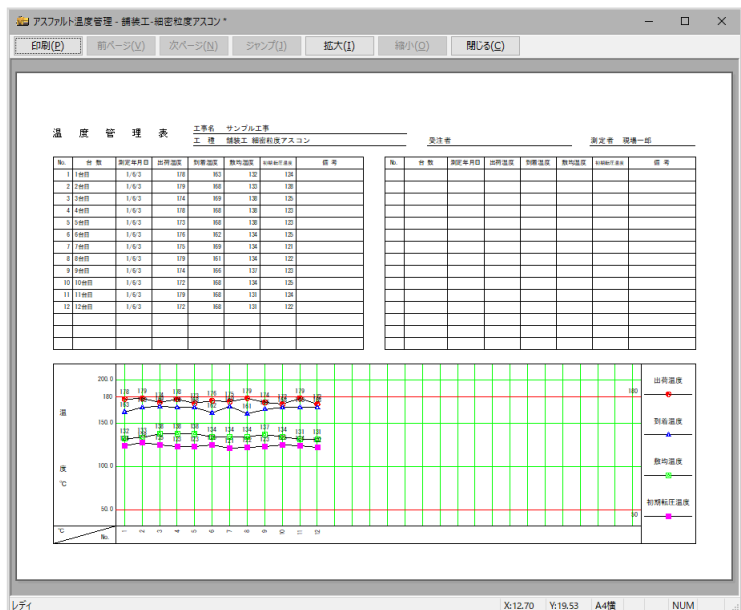 アスファルト温度管理 - 舗装工-細密粒度アスコン *
印刷(P) 前ページ(V) 次ページ(N) ジャンプ(J) 拡大(I) 縮小(O) 閉じる(C)
温 度 管 理 表
工事名 サンプル工事
工 種 舗装工 細密粒度アスコン
受注者
測定者 現場一郎
No. 台 数 測定年月日 出荷温度 到着温度 敷均温度 初期転圧温度 備 考 No. 台 数 測定年月日 出荷温度 到着温度 敷均温度 初期転圧温度 備 考
1 1台目 1/6/3 178 163 132 124
2 2台目 1/6/3 179 168 133 128
3 3台目 1/6/3 174 169 138 125
4 4台目 1/6/3 178 168 138 123
5 5台目 1/6/3 173 168 138 123
6 6台目 1/6/3 176 162 134 125
7 7台目 1/6/3 175 169 134 121
8 8台目 1/6/3 179 161 134 122
9 9台目 1/6/3 174 166 137 123
10 10台目 1/6/3 172 168 134 125
11 11台目 1/6/3 179 168 131 124
12 12台目 1/6/3 172 168 131 122
200.0
180
150.0
100.0
50.0
温
度
℃
℃
No.
1 2 3 4 5 6 7 8 9 10 11 12
180
50
出荷温度
到着温度
敷均温度
初期転圧温度
レディ X:12.70 Y:19.53 A4横 NUM